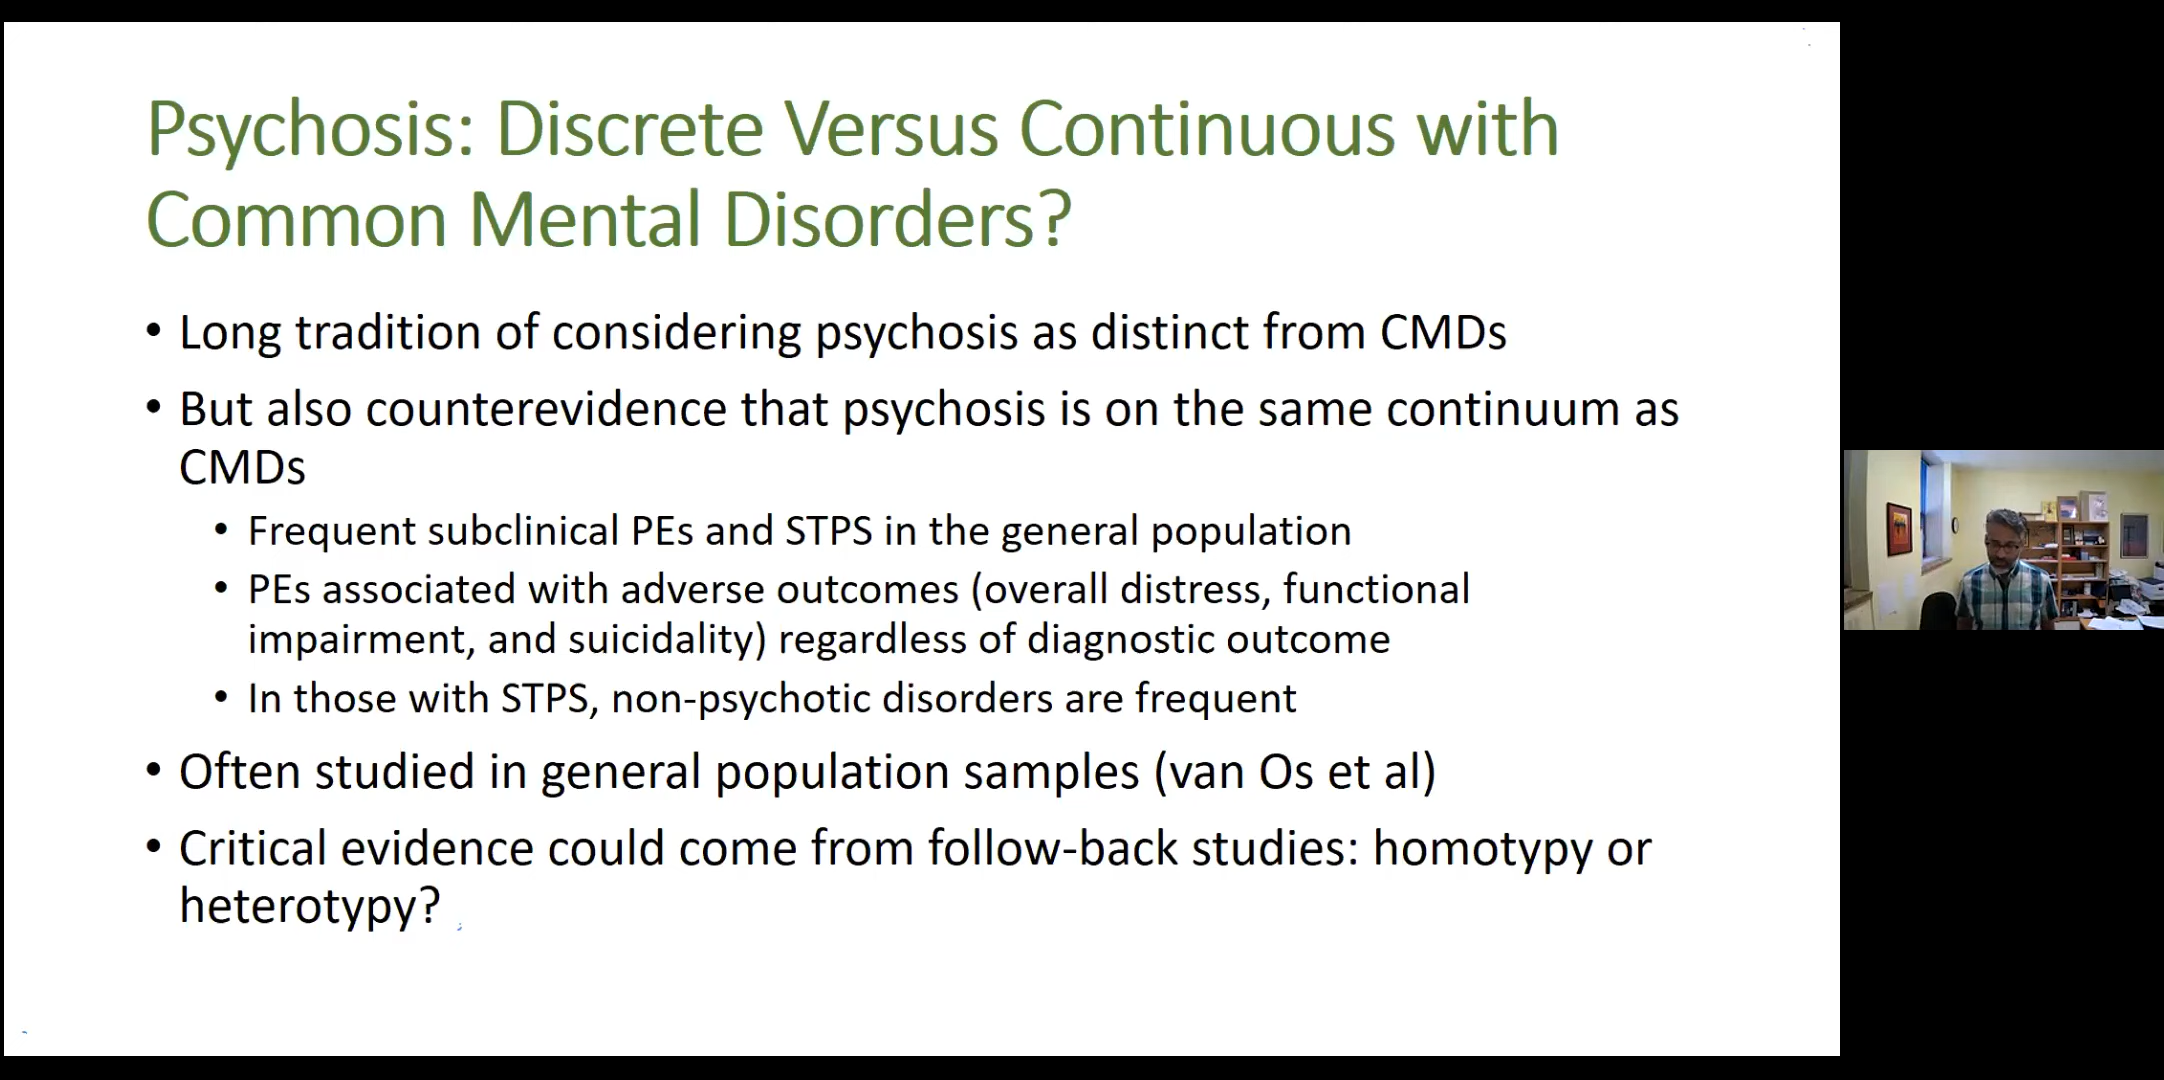 Psychosis: Discrete Versus Continuous with
Common Mental Disorders?
• Long tradition of considering psychosis as distinct from CMDs
• But also counterevidence that psychosis is on the same continuum as
CMDs
• Frequent subclinical PEs and STPS in the general population
• PEs associated with adverse outcomes (overall distress, functional
impairment, and suicidality) regardless of diagnostic outcome
• In those with STPS, non-psychotic disorders are frequent
• Often studied in general population samples (van Os et al)
• Critical evidence could come from follow-back studies: homotypy or
heterotypy?